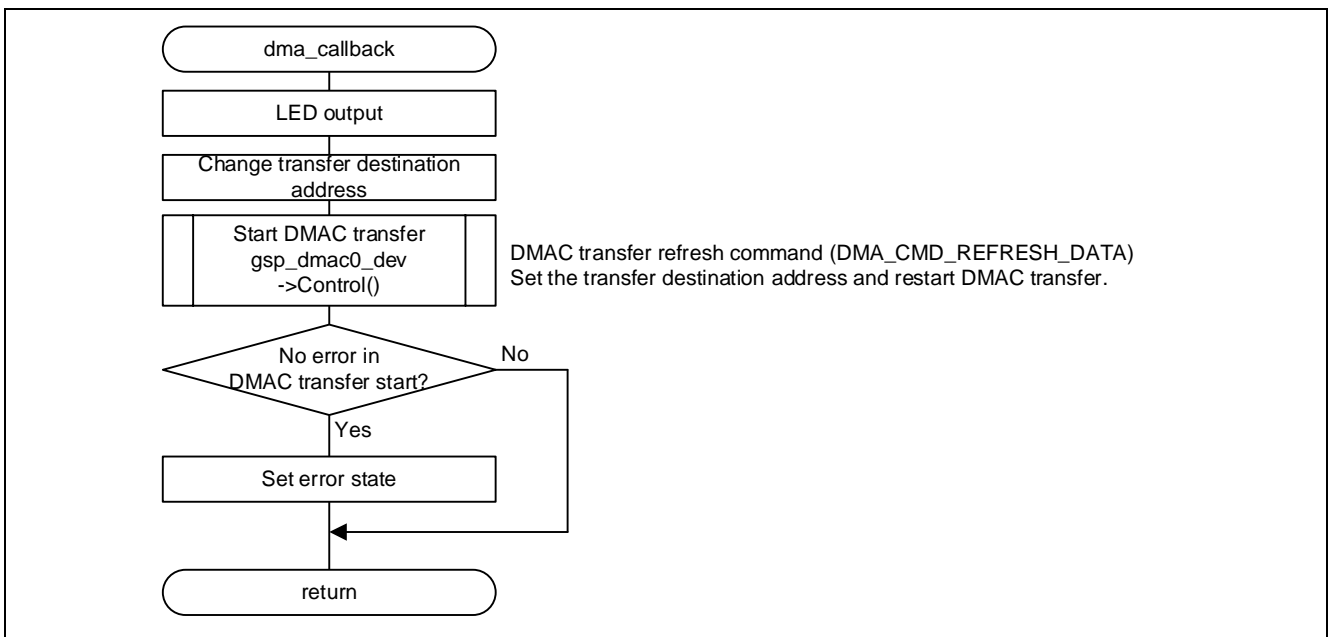 dma_callback
LED output
Change transfer destination
address
Start DMAC transfer
gsp_dmac0_dev
->Control()
DMAC transfer refresh command (DMA_CMD_REFRESH_DATA)
Set the transfer destination address and restart DMAC transfer.
No error in
DMAC transfer start?
No
Yes
Set error state
return